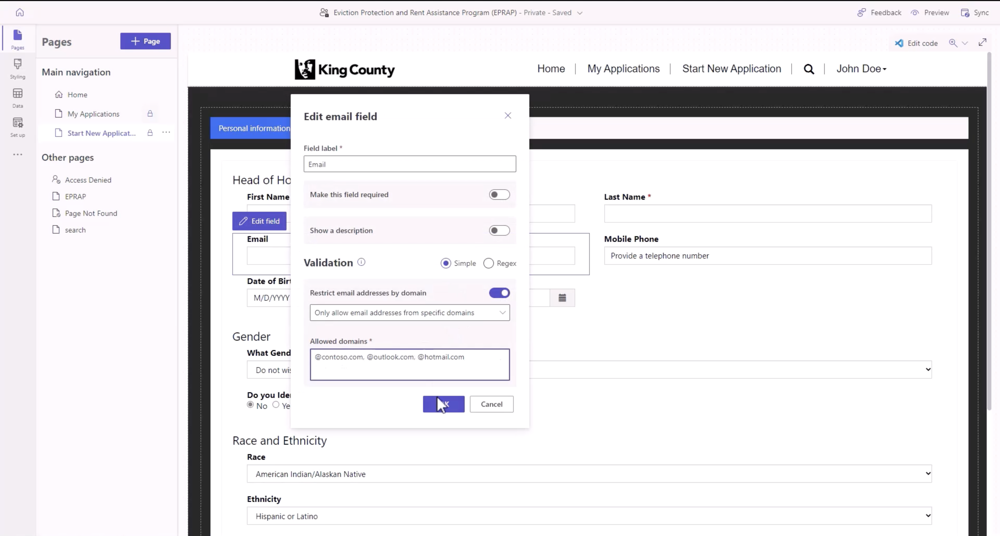 Eviction Protection and Rent Assistance Program (EPRAP) - Private - Saved
Feedback
Preview
Sync
Pages
Styling
Data
Set up
Pages
+ Page
Main navigation
Home
My Applications
Start New Applicat...
Other pages
Access Denied
EPRAP
Page Not Found
search
Edit code
King County
Home | My Applications | Start New Application | John Doe
Personal information
Edit email field
Field label *
Email
Make this field required
Show a description
Validation
Simple
Regex
Restrict email addresses by domain
Only allow email addresses from specific domains
Allowed domains *
@contoso.com, @outlook.com, @hotmail.com
Cancel
Head of Ho
First Name
Last Name *
Edit field
Email
Mobile Phone
Provide a telephone number
Date of Birt
M/D/YYYY
Gender
What Gend
Do not wis
Do you Ide
No Ye
Race and Ethnicity
Race
American Indian/Alaskan Native
Ethnicity
Hispanic or Latino